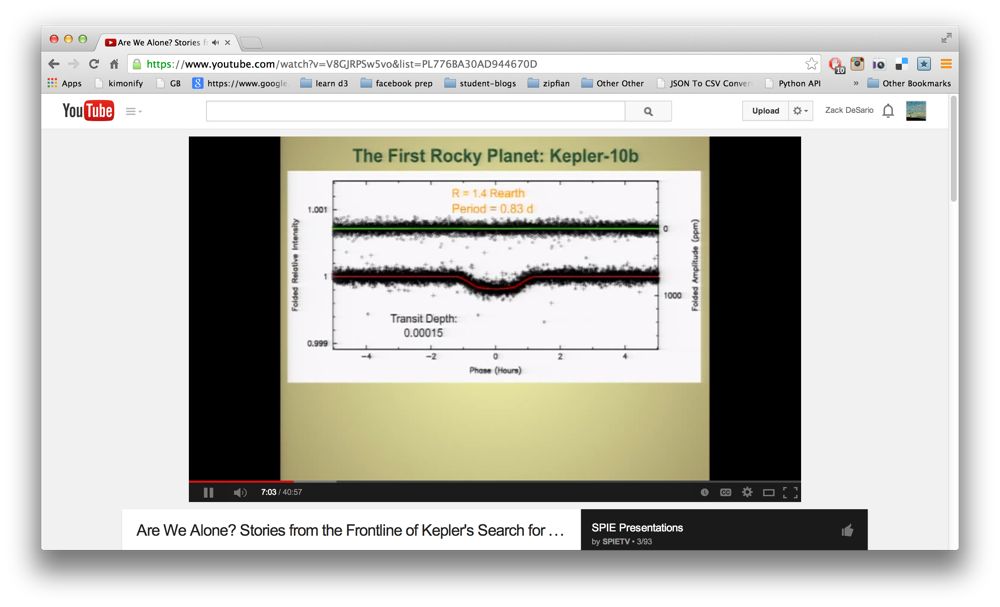 Are We Alone? Stories f
https://www.youtube.com/watch?v=V8GJRPSw5vo&list=PL776BA30AD944670D
10
Apps kimonify GB https://www.google. learn d3 facebook prep student-blogs zipfian Other Other JSON To CSV Conver Python API » Other Bookmarks
YouTube
Upload
Zack DeSario
The First Rocky Planet: Kepler-10b
R = 1.4 Rearth
Period = 0.83 d
1.001
1
0.999
Folded Relative Intensity
0
1000
Folded Amplitude (ppm)
Transit Depth:
0.00015
-4 -2 0 2 4
Phase (Hours)
7:03 / 40:57
CC
Are We Alone? Stories from the Frontline of Kepler's Search for ...
SPIE Presentations
by SPIETV • 3/93